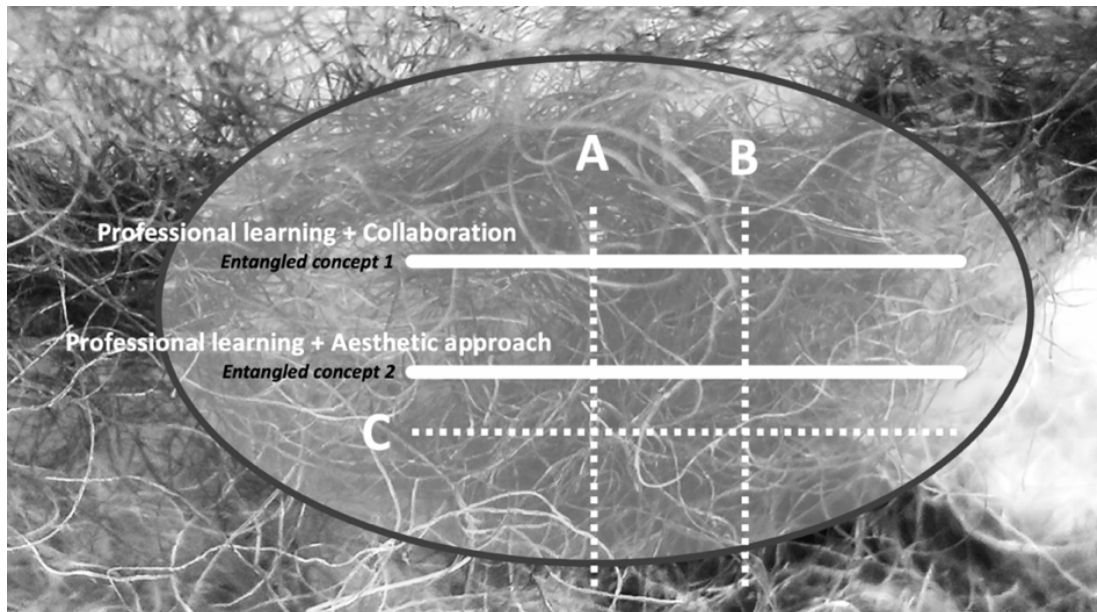 A
B
Professional learning + Collaboration
Entangled concept 1
Professional learning + Aesthetic approach
Entangled concept 2
C